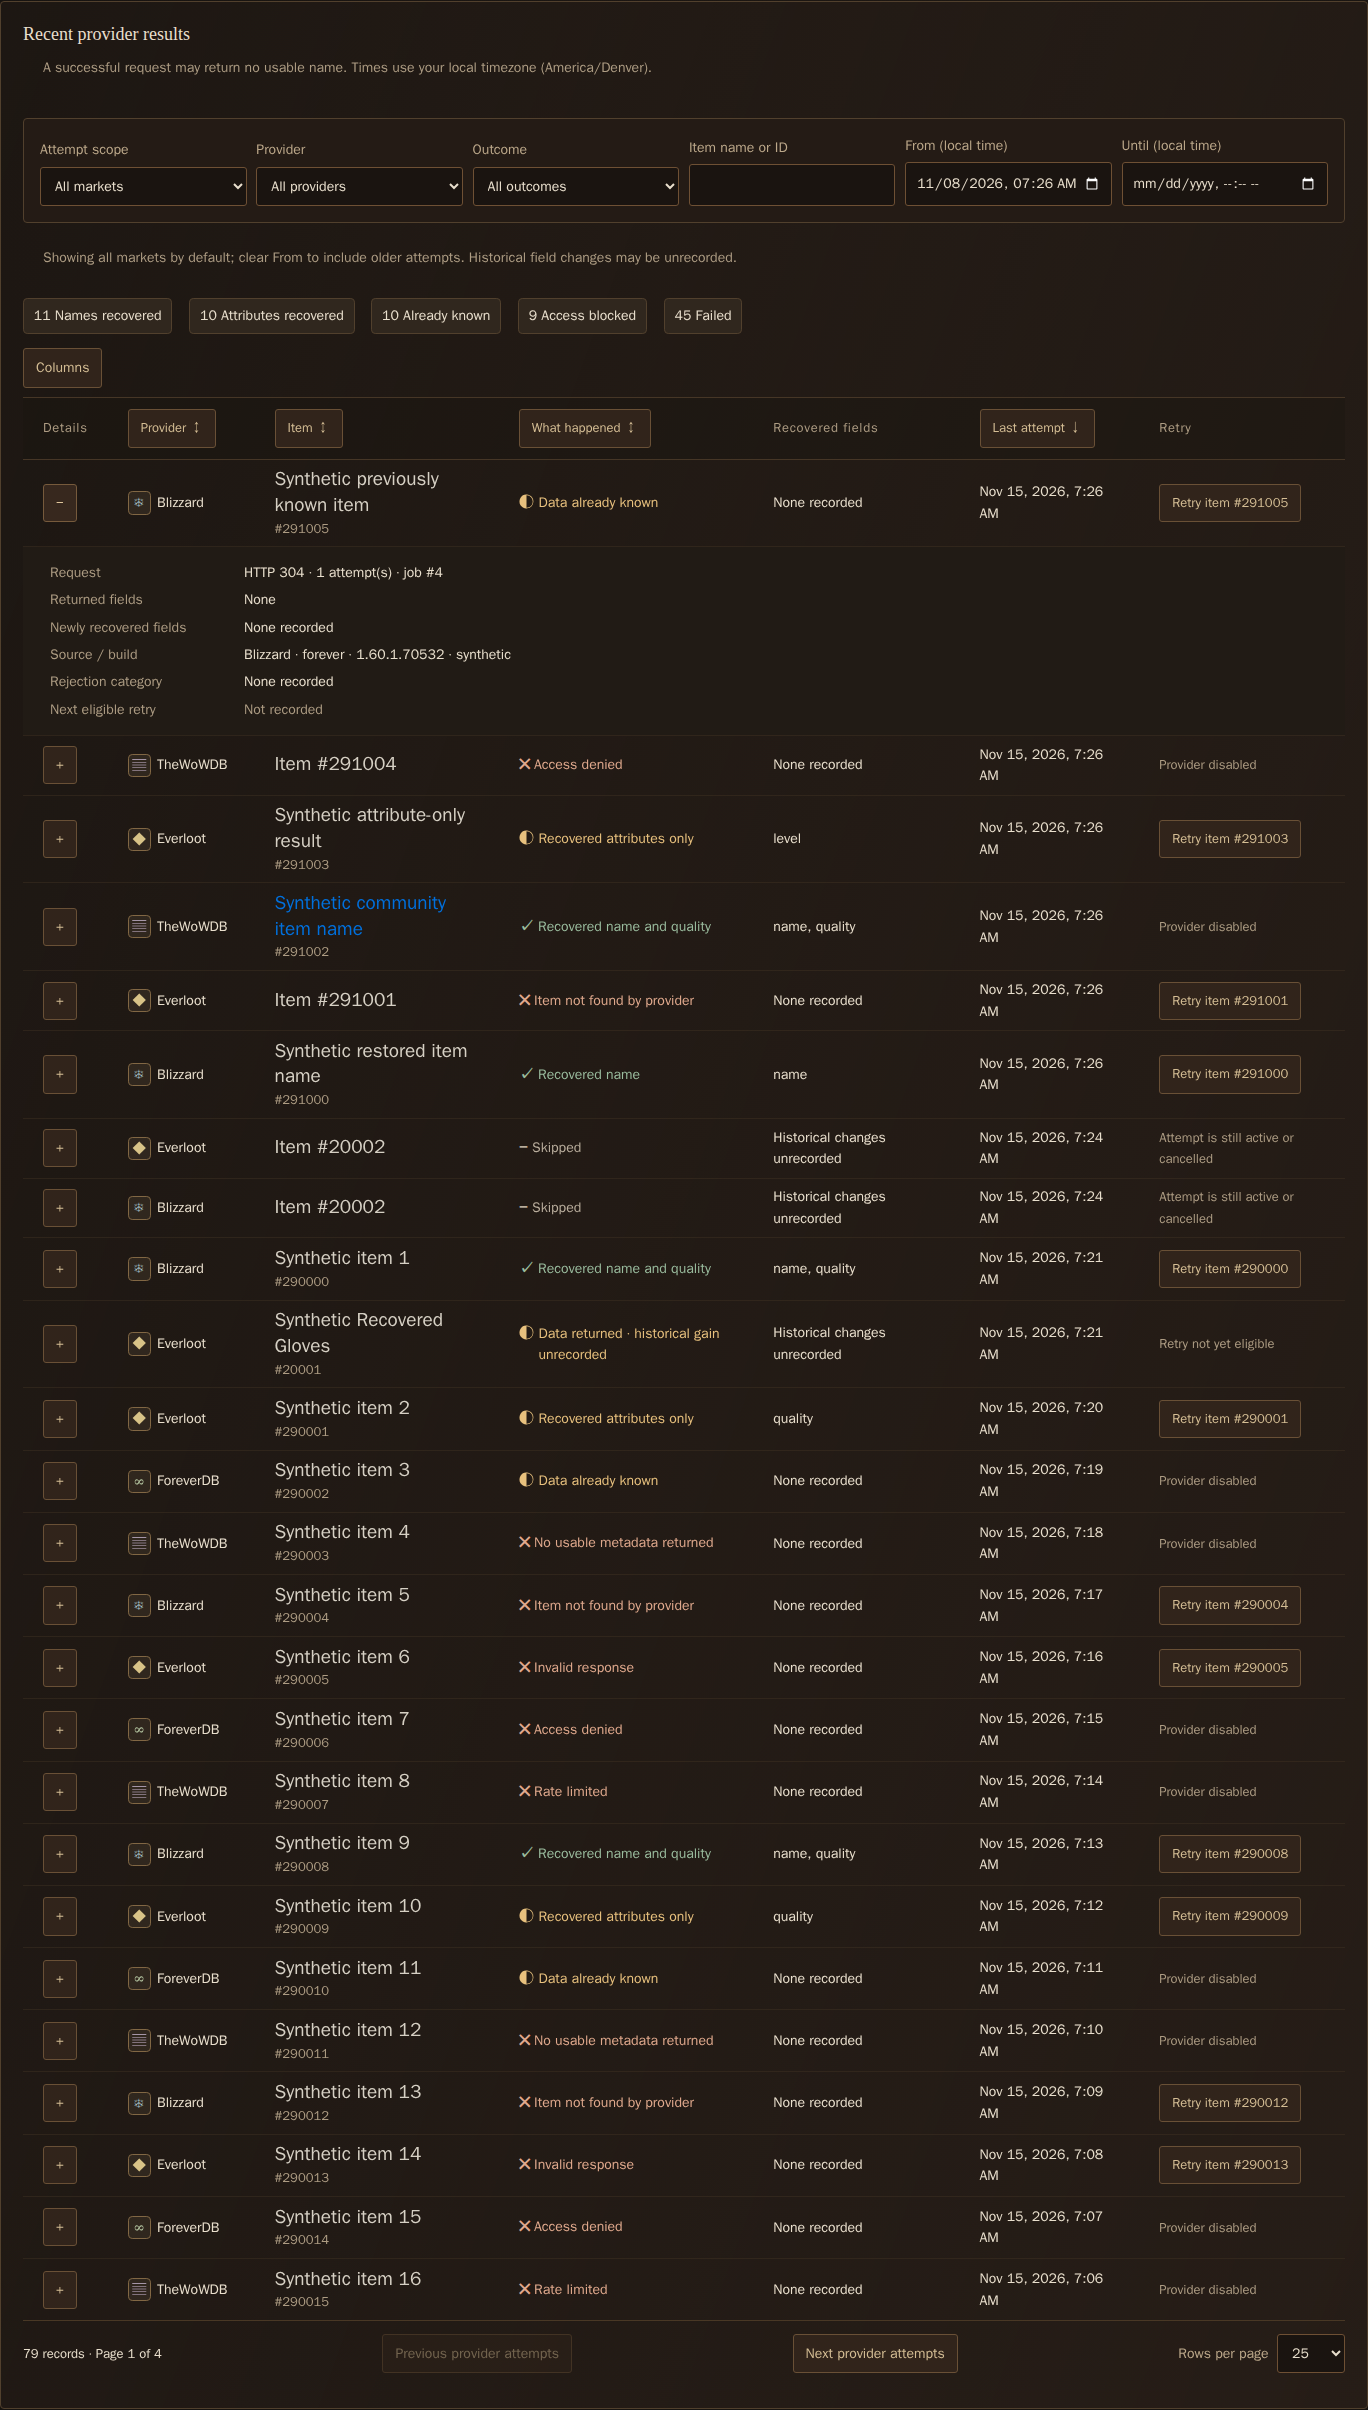 Recent provider results
A successful request may return no usable name. Times use your local timezone (America/Denver).
Attempt scope
Provider
Outcome
Item name or ID
From (local time)
Until (local time)
All markets
All providers
All outcomes
11/08/2026, 07:26 AM
mm/dd/yyyy, --:-- --
Showing all markets by default; clear From to include older attempts. Historical field changes may be unrecorded.
11 Names recovered
10 Attributes recovered
10 Already known
9 Access blocked
45 Failed
Columns
Details Provider ↕ Item ↕ What happened ↕ Recovered fields Last attempt ↓ Retry
− Blizzard Synthetic previously known item #291005 Data already known None recorded Nov 15, 2026, 7:26 AM Retry item #291005
Request HTTP 304 · 1 attempt(s) · job #4
Returned fields None
Newly recovered fields None recorded
Source / build Blizzard · forever · 1.60.1.70532 · synthetic
Rejection category None recorded
Next eligible retry Not recorded
+ TheWoWDB Item #291004 ✕ Access denied None recorded Nov 15, 2026, 7:26 AM Provider disabled
+ Everloot Synthetic attribute-only result #291003 Recovered attributes only level Nov 15, 2026, 7:26 AM Retry item #291003
+ TheWoWDB Synthetic community item name #291002 ✓ Recovered name and quality name, quality Nov 15, 2026, 7:26 AM Provider disabled
+ Everloot Item #291001 ✕ Item not found by provider None recorded Nov 15, 2026, 7:26 AM Retry item #291001
+ Blizzard Synthetic restored item name #291000 ✓ Recovered name name Nov 15, 2026, 7:26 AM Retry item #291000
+ Everloot Item #20002 – Skipped Historical changes unrecorded Nov 15, 2026, 7:24 AM Attempt is still active or cancelled
+ Blizzard Item #20002 – Skipped Historical changes unrecorded Nov 15, 2026, 7:24 AM Attempt is still active or cancelled
+ Blizzard Synthetic item 1 #290000 ✓ Recovered name and quality name, quality Nov 15, 2026, 7:21 AM Retry item #290000
+ Everloot Synthetic Recovered Gloves #20001 Data returned · historical gain unrecorded Historical changes unrecorded Nov 15, 2026, 7:21 AM Retry not yet eligible
+ Everloot Synthetic item 2 #290001 Recovered attributes only quality Nov 15, 2026, 7:20 AM Retry item #290001
+ ForeverDB Synthetic item 3 #290002 Data already known None recorded Nov 15, 2026, 7:19 AM Provider disabled
+ TheWoWDB Synthetic item 4 #290003 ✕ No usable metadata returned None recorded Nov 15, 2026, 7:18 AM Provider disabled
+ Blizzard Synthetic item 5 #290004 ✕ Item not found by provider None recorded Nov 15, 2026, 7:17 AM Retry item #290004
+ Everloot Synthetic item 6 #290005 ✕ Invalid response None recorded Nov 15, 2026, 7:16 AM Retry item #290005
+ ForeverDB Synthetic item 7 #290006 ✕ Access denied None recorded Nov 15, 2026, 7:15 AM Provider disabled
+ TheWoWDB Synthetic item 8 #290007 ✕ Rate limited None recorded Nov 15, 2026, 7:14 AM Provider disabled
+ Blizzard Synthetic item 9 #290008 ✓ Recovered name and quality name, quality Nov 15, 2026, 7:13 AM Retry item #290008
+ Everloot Synthetic item 10 #290009 Recovered attributes only quality Nov 15, 2026, 7:12 AM Retry item #290009
+ ForeverDB Synthetic item 11 #290010 Data already known None recorded Nov 15, 2026, 7:11 AM Provider disabled
+ TheWoWDB Synthetic item 12 #290011 ✕ No usable metadata returned None recorded Nov 15, 2026, 7:10 AM Provider disabled
+ Blizzard Synthetic item 13 #290012 ✕ Item not found by provider None recorded Nov 15, 2026, 7:09 AM Retry item #290012
+ Everloot Synthetic item 14 #290013 ✕ Invalid response None recorded Nov 15, 2026, 7:08 AM Retry item #290013
+ ForeverDB Synthetic item 15 #290014 ✕ Access denied None recorded Nov 15, 2026, 7:07 AM Provider disabled
+ TheWoWDB Synthetic item 16 #290015 ✕ Rate limited None recorded Nov 15, 2026, 7:06 AM Provider disabled
79 records · Page 1 of 4 Previous provider attempts Next provider attempts Rows per page 25